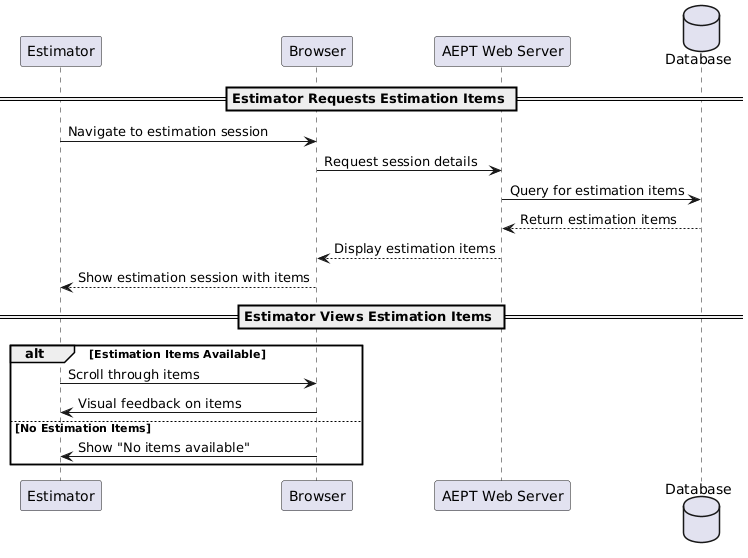 Estimator
Browser
AEPT Web Server
Database
Estimator Requests Estimation Items
Navigate to estimation session
Request session details
Query for estimation items
Return estimation items
Display estimation items
Show estimation session with items
Estimator Views Estimation Items
alt [Estimation Items Available]
Scroll through items
Visual feedback on items
[No Estimation Items]
Show "No items available"
Estimator
Browser
AEPT Web Server
Database